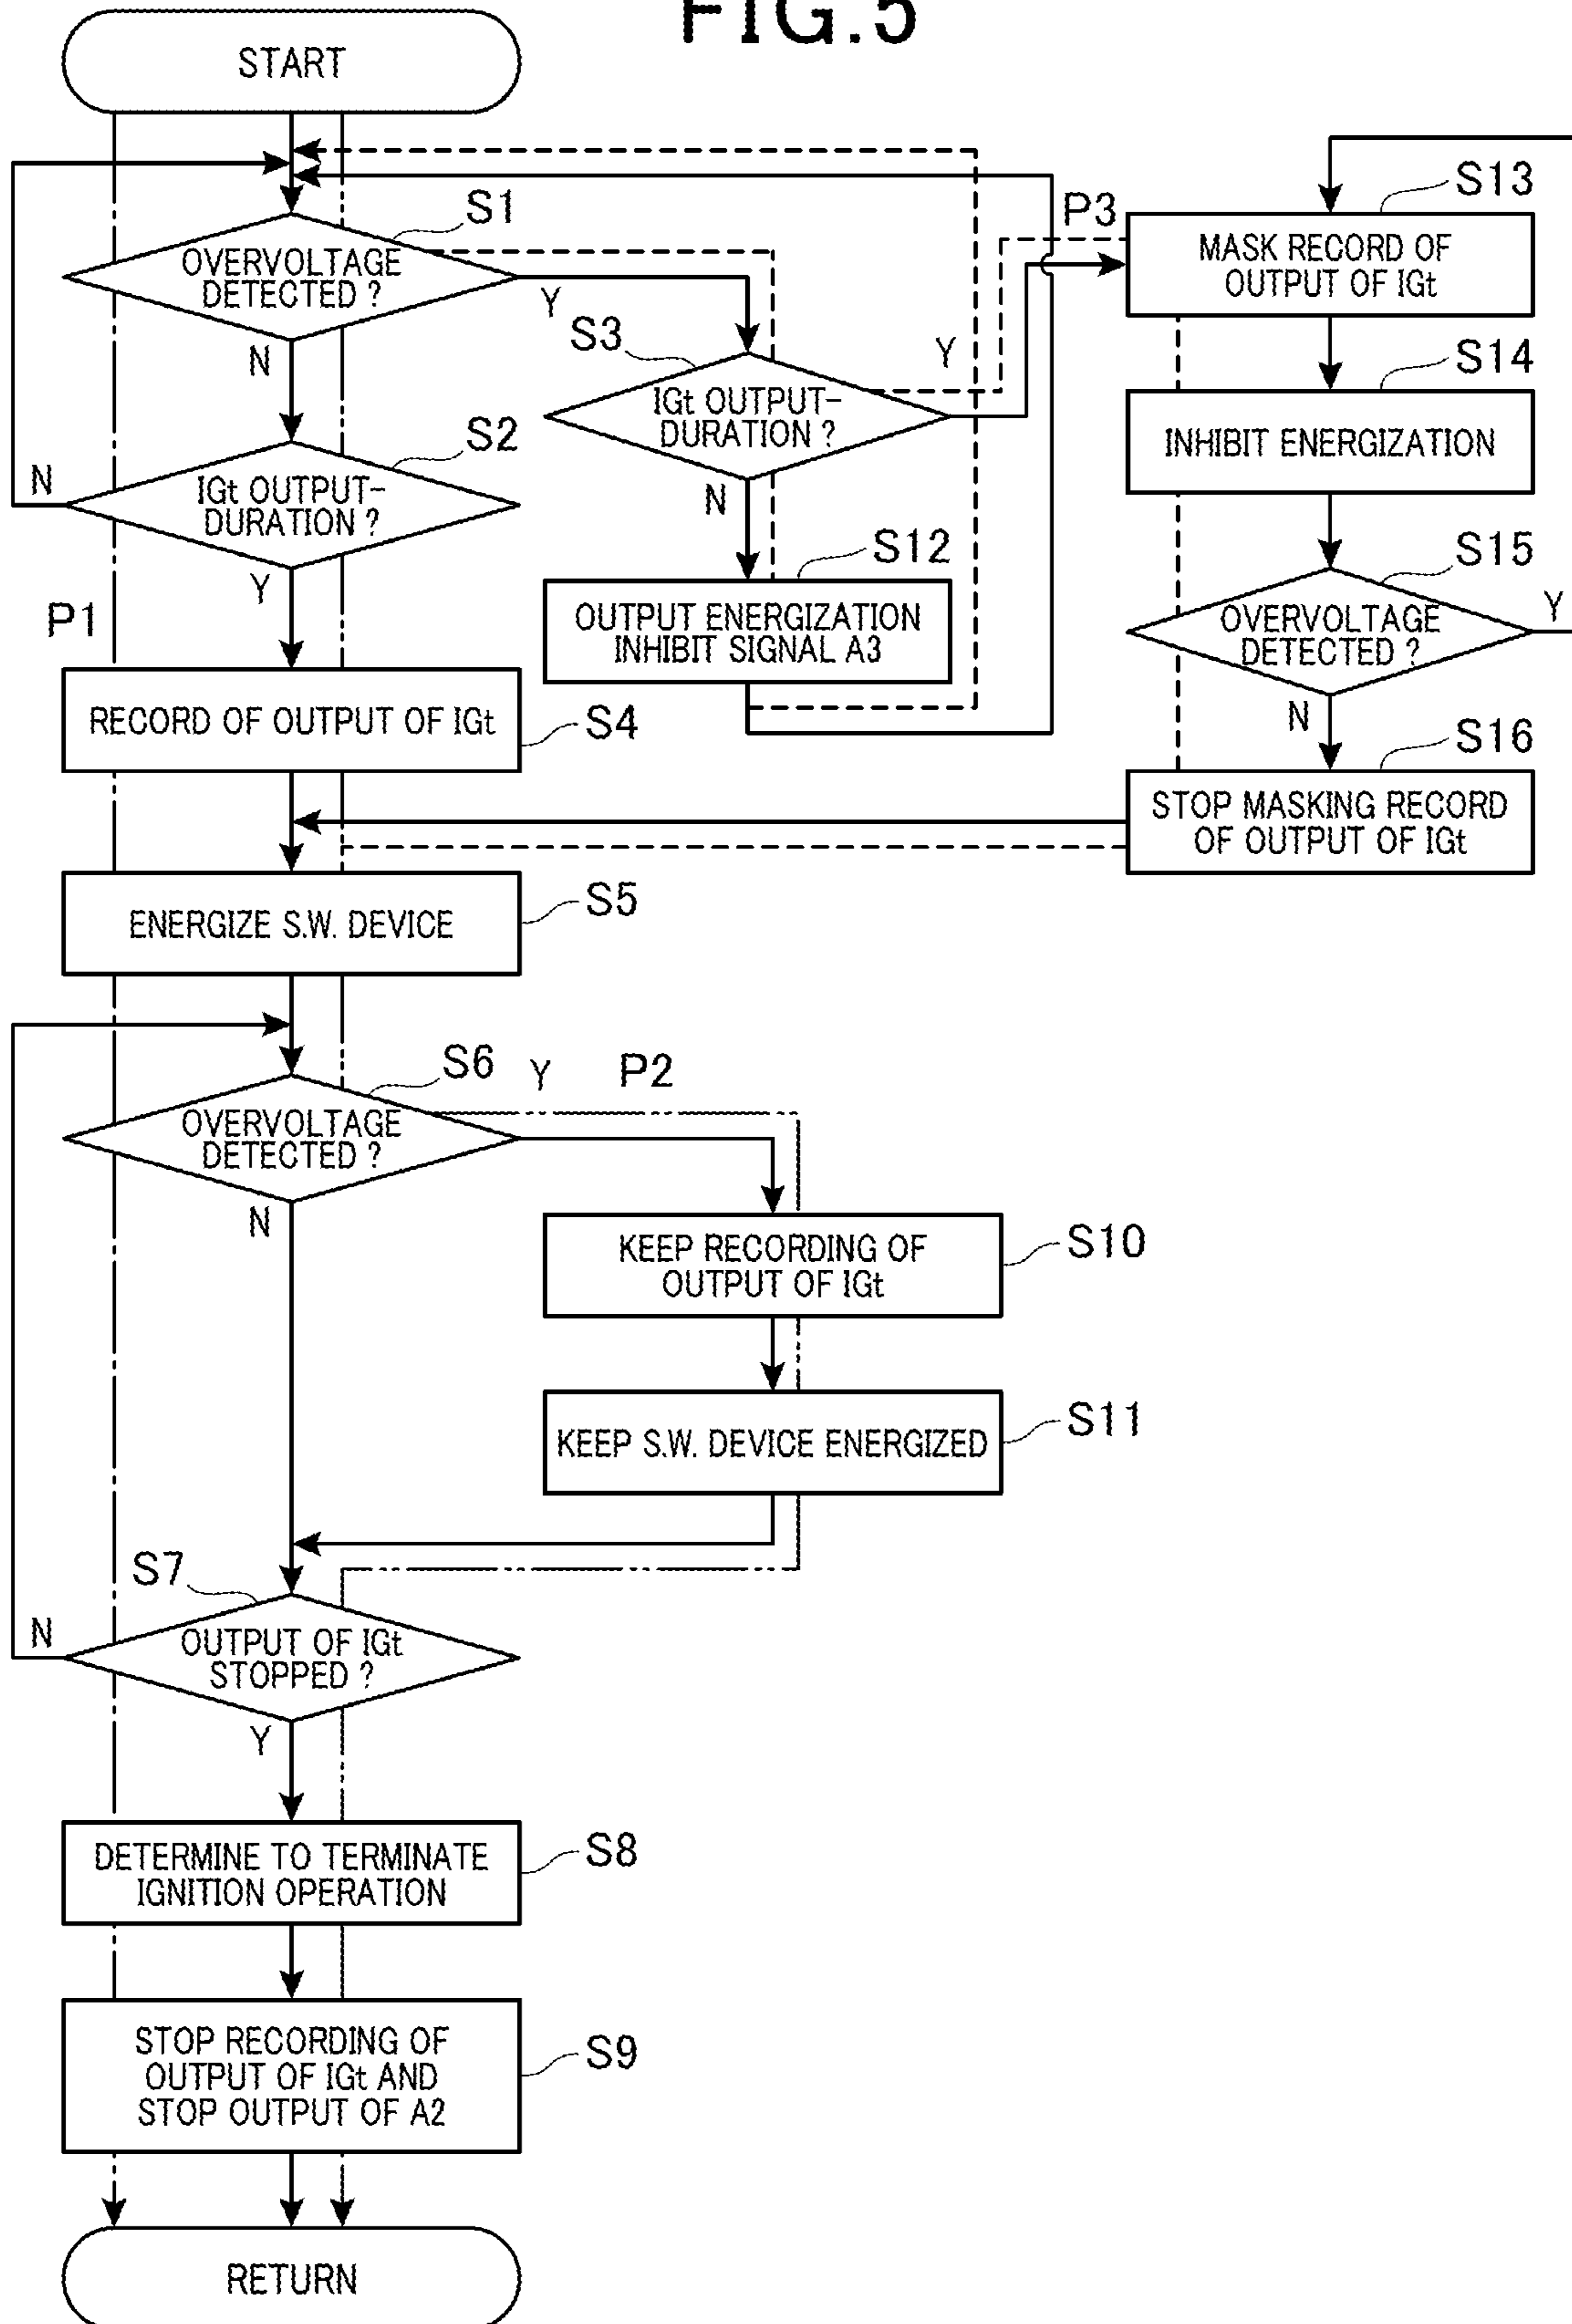 FIG.5
START
S1
OVERVOLTAGE
DETECTED ?
Y
N
S2
IGt OUTPUT-
DURATION ?
N
Y
P1
S3
IGt OUTPUT-
DURATION ?
Y
N
P3
S12
OUTPUT ENERGIZATION
INHIBIT SIGNAL A3
S13
MASK RECORD OF
OUTPUT OF IGt
S14
INHIBIT ENERGIZATION
S15
OVERVOLTAGE
DETECTED ?
Y
N
S16
STOP MASKING RECORD
OF OUTPUT OF IGt
RECORD OF OUTPUT OF IGt
S4
ENERGIZE S.W. DEVICE
S5
S6
Y
P2
OVERVOLTAGE
DETECTED ?
N
KEEP RECORDING OF
OUTPUT OF IGt
S10
KEEP S.W. DEVICE ENERGIZED
S11
S7
N
OUTPUT OF IGt
STOPPED ?
Y
DETERMINE TO TERMINATE
IGNITION OPERATION
S8
STOP RECORDING OF
OUTPUT OF IGt AND
STOP OUTPUT OF A2
S9
RETURN